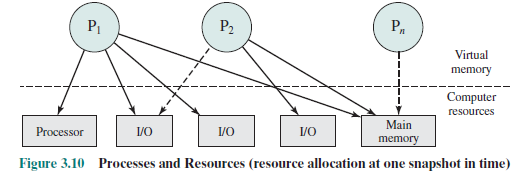 P1 P2 Pn
Virtual
memory
Computer
resources
Processor I/O I/O I/O Main
memory
Figure 3.10 Processes and Resources (resource allocation at one snapshot in time)